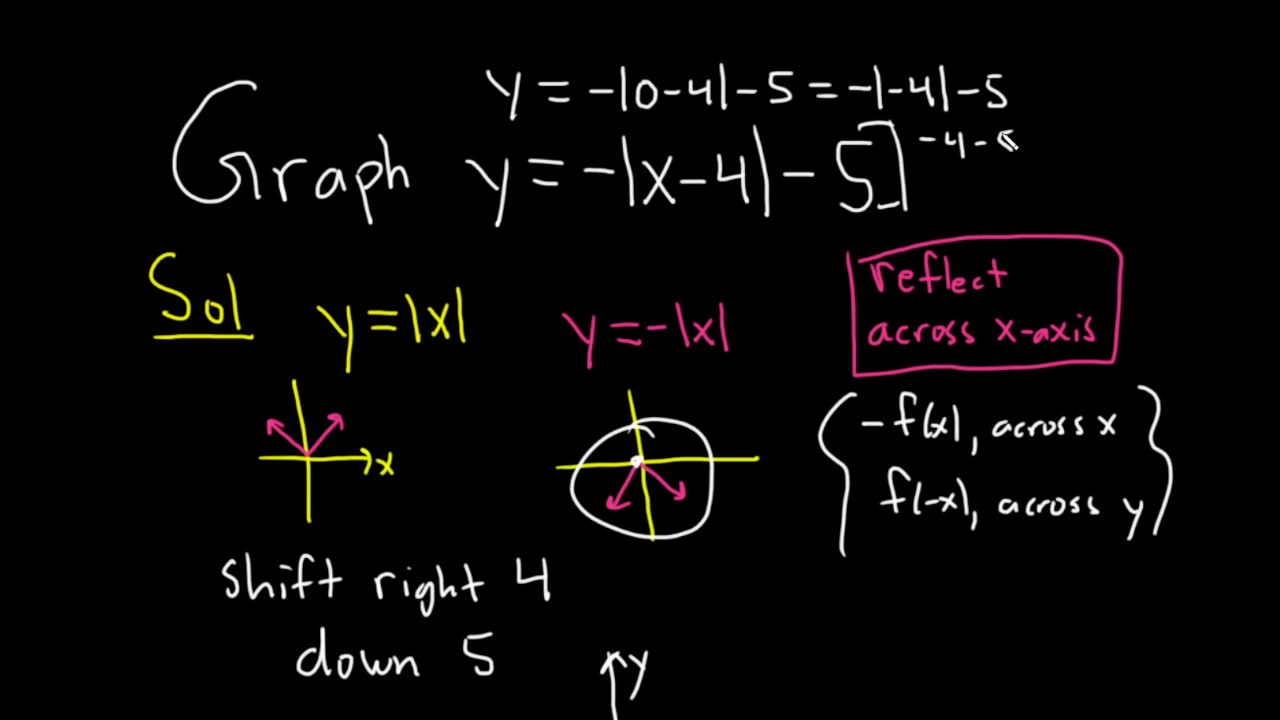 y = -|0-4| - 5 = -|-4| - 5
Graph y = -|x-4| - 5] -4-
Sol y = |x| y = -|x|
reflect
across x-axis
x
-f(x), across x
f(-x), across y
shift right 4
down 5
y